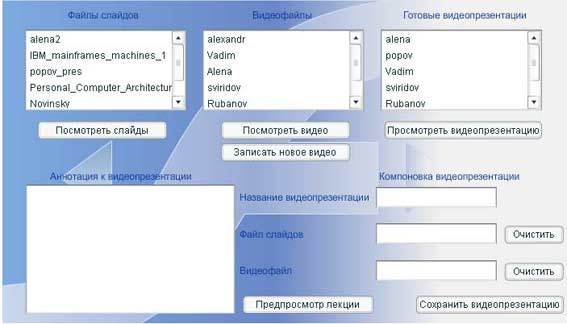 Файлы слайдов
Видеофайлы
Готовые видеопрезентации
alena2
IBM_mainframes_machines_1
popov_pres
Personal_Computer_Architectur
Novinsky
alexandr
Vadim
Alena
sviridov
Rubanov
alena
popov
Vadim
sviridov
Rubanov
Посмотреть слайды
Посмотреть видео
Просмотреть видеопрезентацию
Записать новое видео
Аннотация к видеопрезентации
Компоновка видеопрезентации
Название видеопрезентации
Файл слайдов
Очистить
Видеофайл
Очистить
Предпросмотр лекции
Сохранить видеопрезентацию